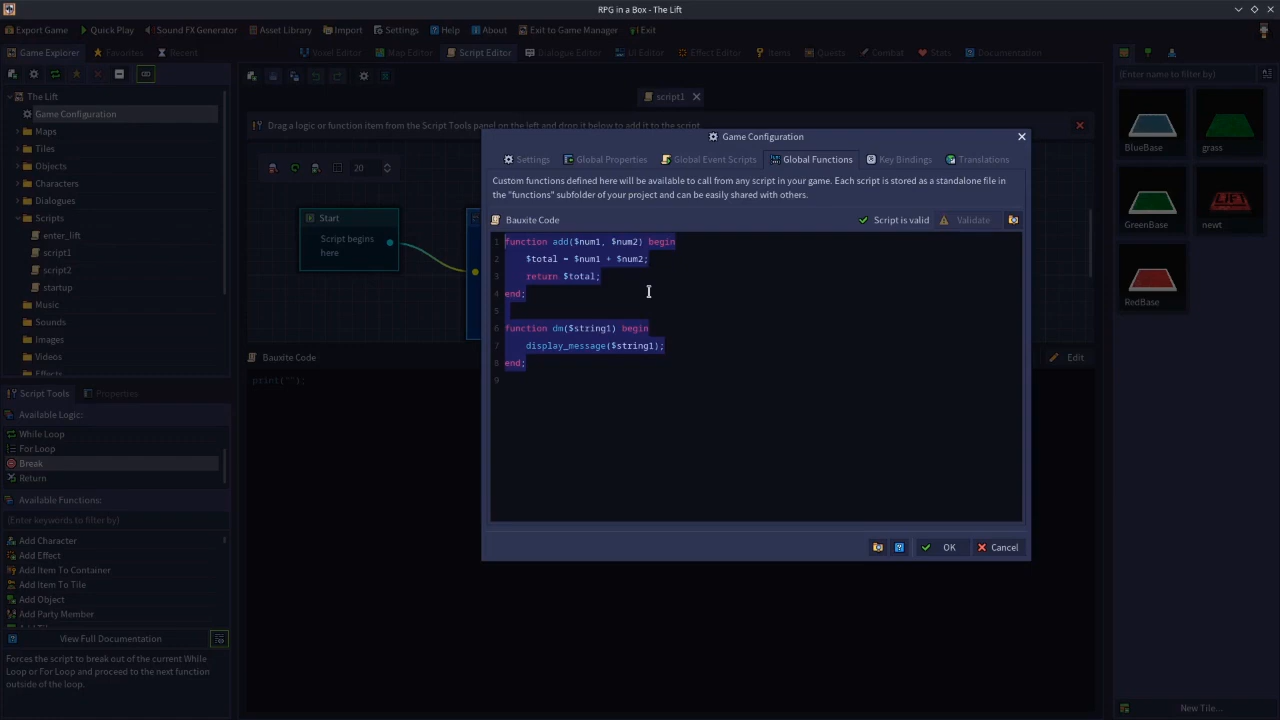 RPG in a Box - The Lift
Export Game
Quick Play
Sound FX Generator
Asset Library
Import
Settings
Help
About
Exit to Game Manager
Exit
Game Explorer
Favorites
Recent
Voxel Editor
Map Editor
Script Editor
Dialogue Editor
UI Editor
Effect Editor
Items
Quests
Combat
Stats
Documentation
The Lift
Game Configuration
Maps
Tiles
Objects
Characters
Dialogues
Scripts
enter_lift
script1
script2
startup
Music
Sounds
Images
Videos
Effects
script1
Drag a logic or function item from the Script Tools panel on the left and drop it below to add it to the script.
20
Start
Script begins
here
Bauxite Code
Edit
print("");
Game Configuration
Settings
Global Properties
Global Event Scripts
Global Functions
Key Bindings
Translations
Custom functions defined here will be available to call from any script in your game. Each script is stored as a standalone file in
the "functions" subfolder of your project and can be easily shared with others.
Bauxite Code
Script is valid
Validate
1 function add($num1, $num2) begin
2 $total = $num1 + $num2;
3 return $total;
4 end;
5
6 function dm($string1) begin
7 display_message($string1);
8 end;
9
OK
Cancel
Script Tools
Properties
Available Logic:
While Loop
For Loop
Break
Return
Available Functions:
(Enter keywords to filter by)
Add Character
Add Effect
Add Item To Container
Add Item To Tile
Add Object
Add Party Member
View Full Documentation
Forces the script to break out of the current While
Loop or For Loop and proceed to the next function
outside of the loop.
(Enter name to filter by)
BlueBase
grass
GreenBase
newt
LIFT
RedBase
New Tile...